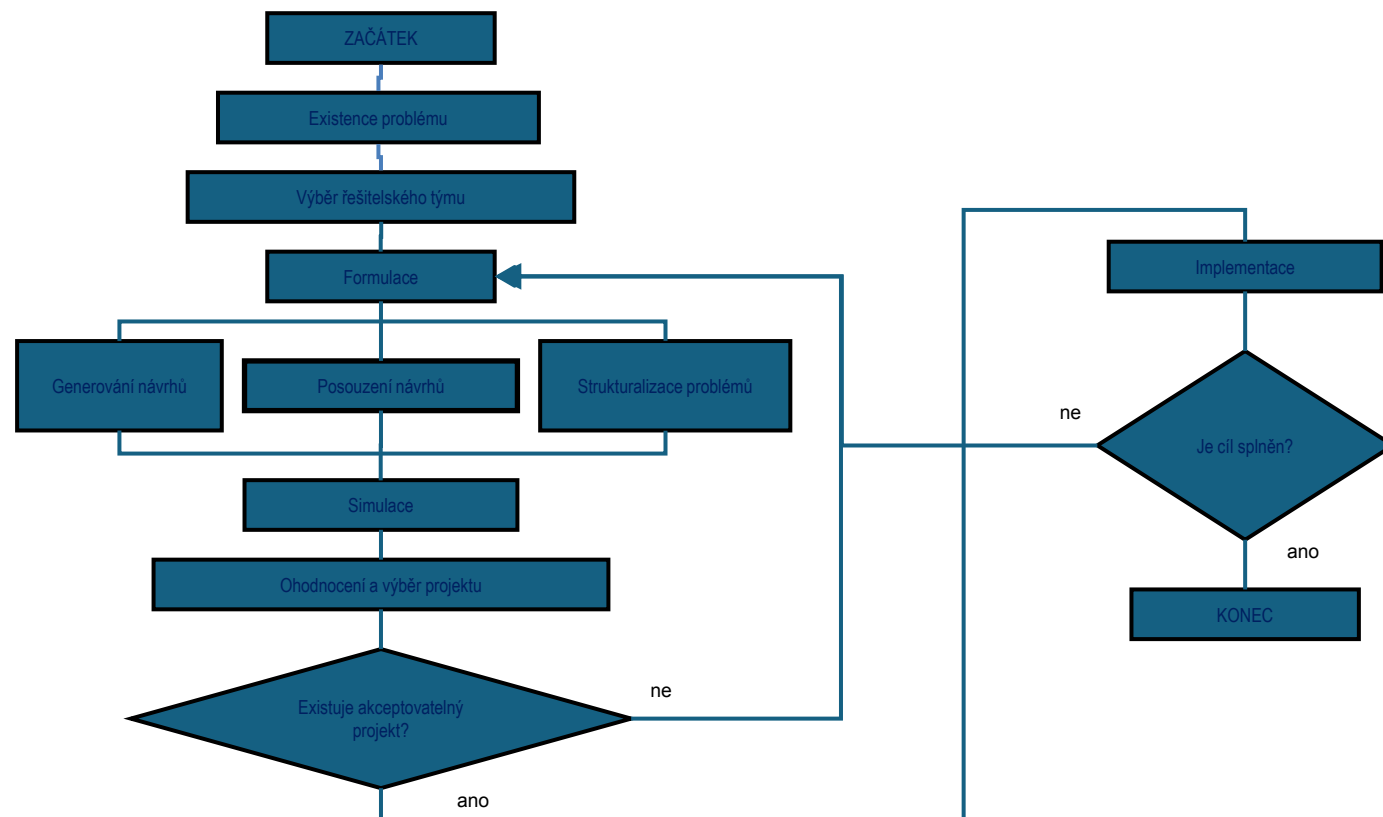 ZAČÁTEK
Existence problému
Výběr řešitelského týmu
Formulace
Generování návrhů
Posouzení návrhů
Strukturalizace problémů
Simulace
Ohodnocení a výběr projektu
Existuje akceptovatelný
projekt?
ne
ano
Implementace
Je cíl splněn?
ne
ano
KONEC